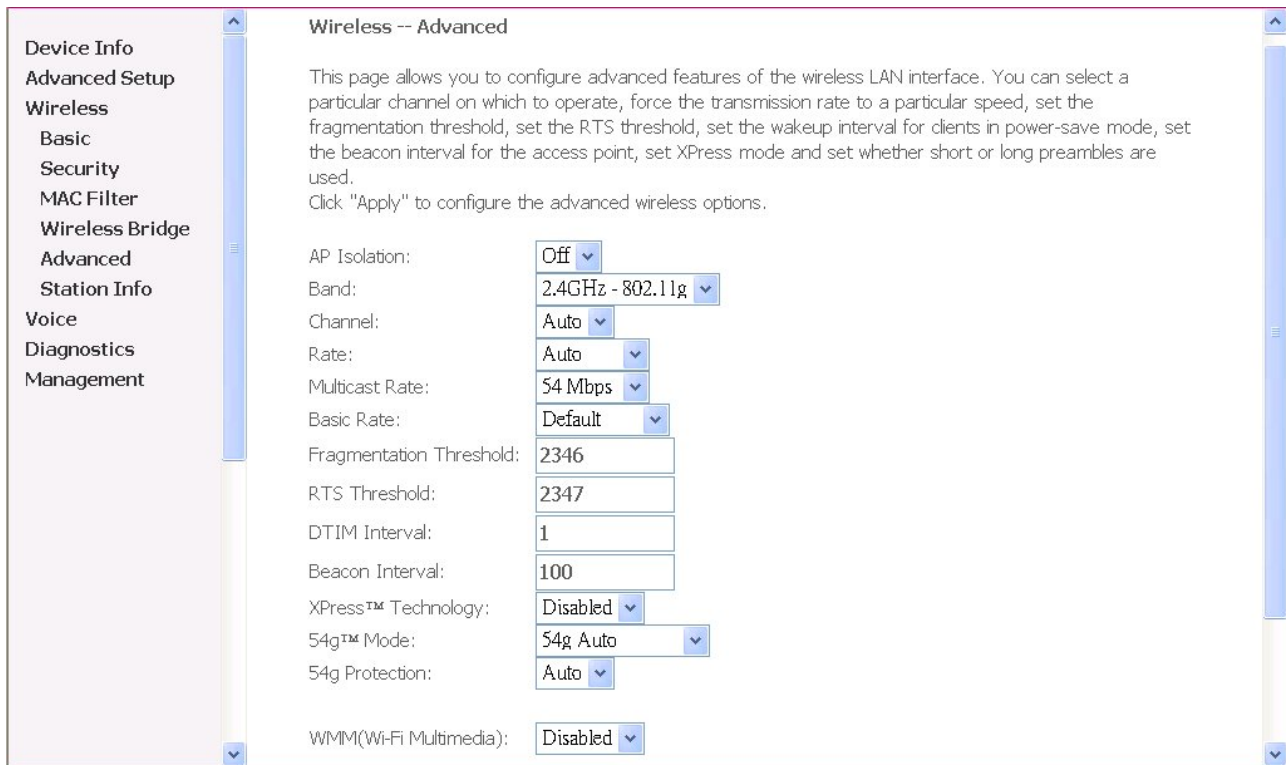 Device Info
Advanced Setup
Wireless
Basic
Security
MAC Filter
Wireless Bridge
Advanced
Station Info
Voice
Diagnostics
Management
Wireless -- Advanced
This page allows you to configure advanced features of the wireless LAN interface. You can select a
particular channel on which to operate, force the transmission rate to a particular speed, set the
fragmentation threshold, set the RTS threshold, set the wakeup interval for clients in power-save mode, set
the beacon interval for the access point, set XPress mode and set whether short or long preambles are
used.
Click "Apply" to configure the advanced wireless options.
AP Isolation: Off
Band: 2.4GHz - 802.11g
Channel: Auto
Rate: Auto
Multicast Rate: 54 Mbps
Basic Rate: Default
Fragmentation Threshold: 2346
RTS Threshold: 2347
DTIM Interval: 1
Beacon Interval: 100
XPress™ Technology: Disabled
54g™ Mode: 54g Auto
54g Protection: Auto
WMM(Wi-Fi Multimedia): Disabled